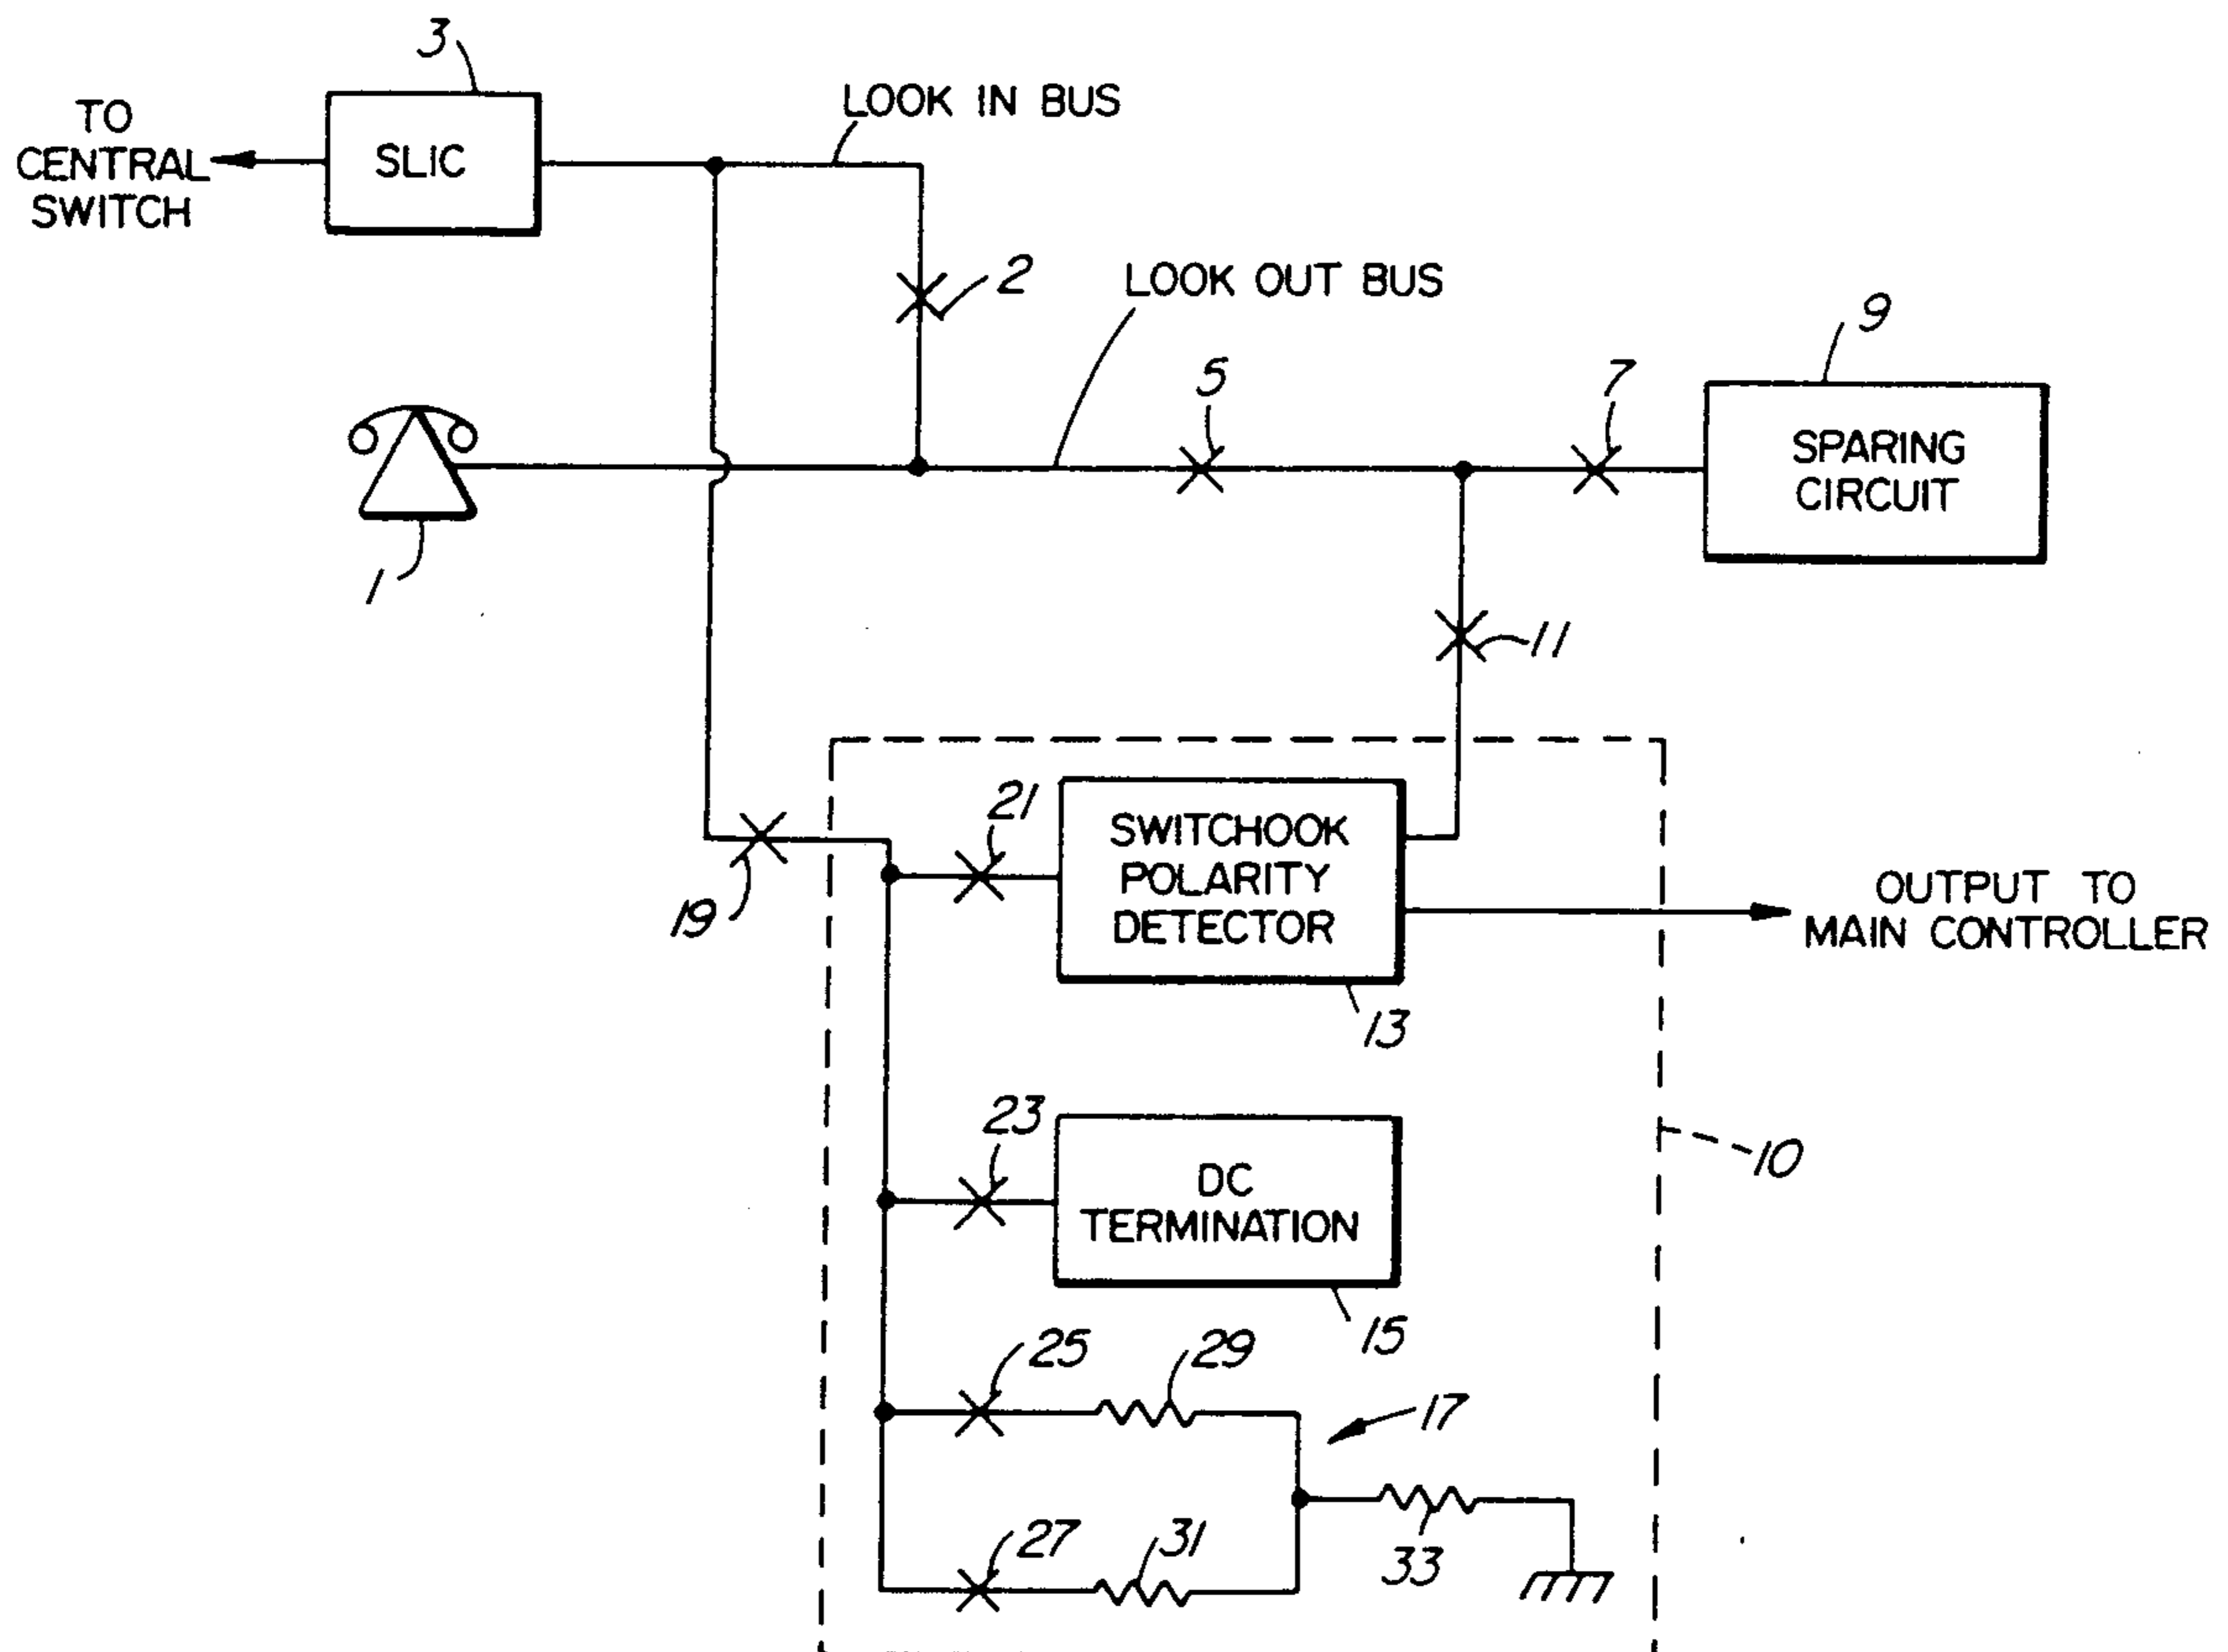 3
TO
CENTRAL
SWITCH
SLIC
LOOK IN BUS
2
LOOK OUT BUS
5
7
9
SPARING
CIRCUIT
1
11
19
21
SWITCHOOK
POLARITY
DETECTOR
13
OUTPUT TO
MAIN CONTROLLER
23
DC
TERMINATION
15
10
25
29
17
27
31
33